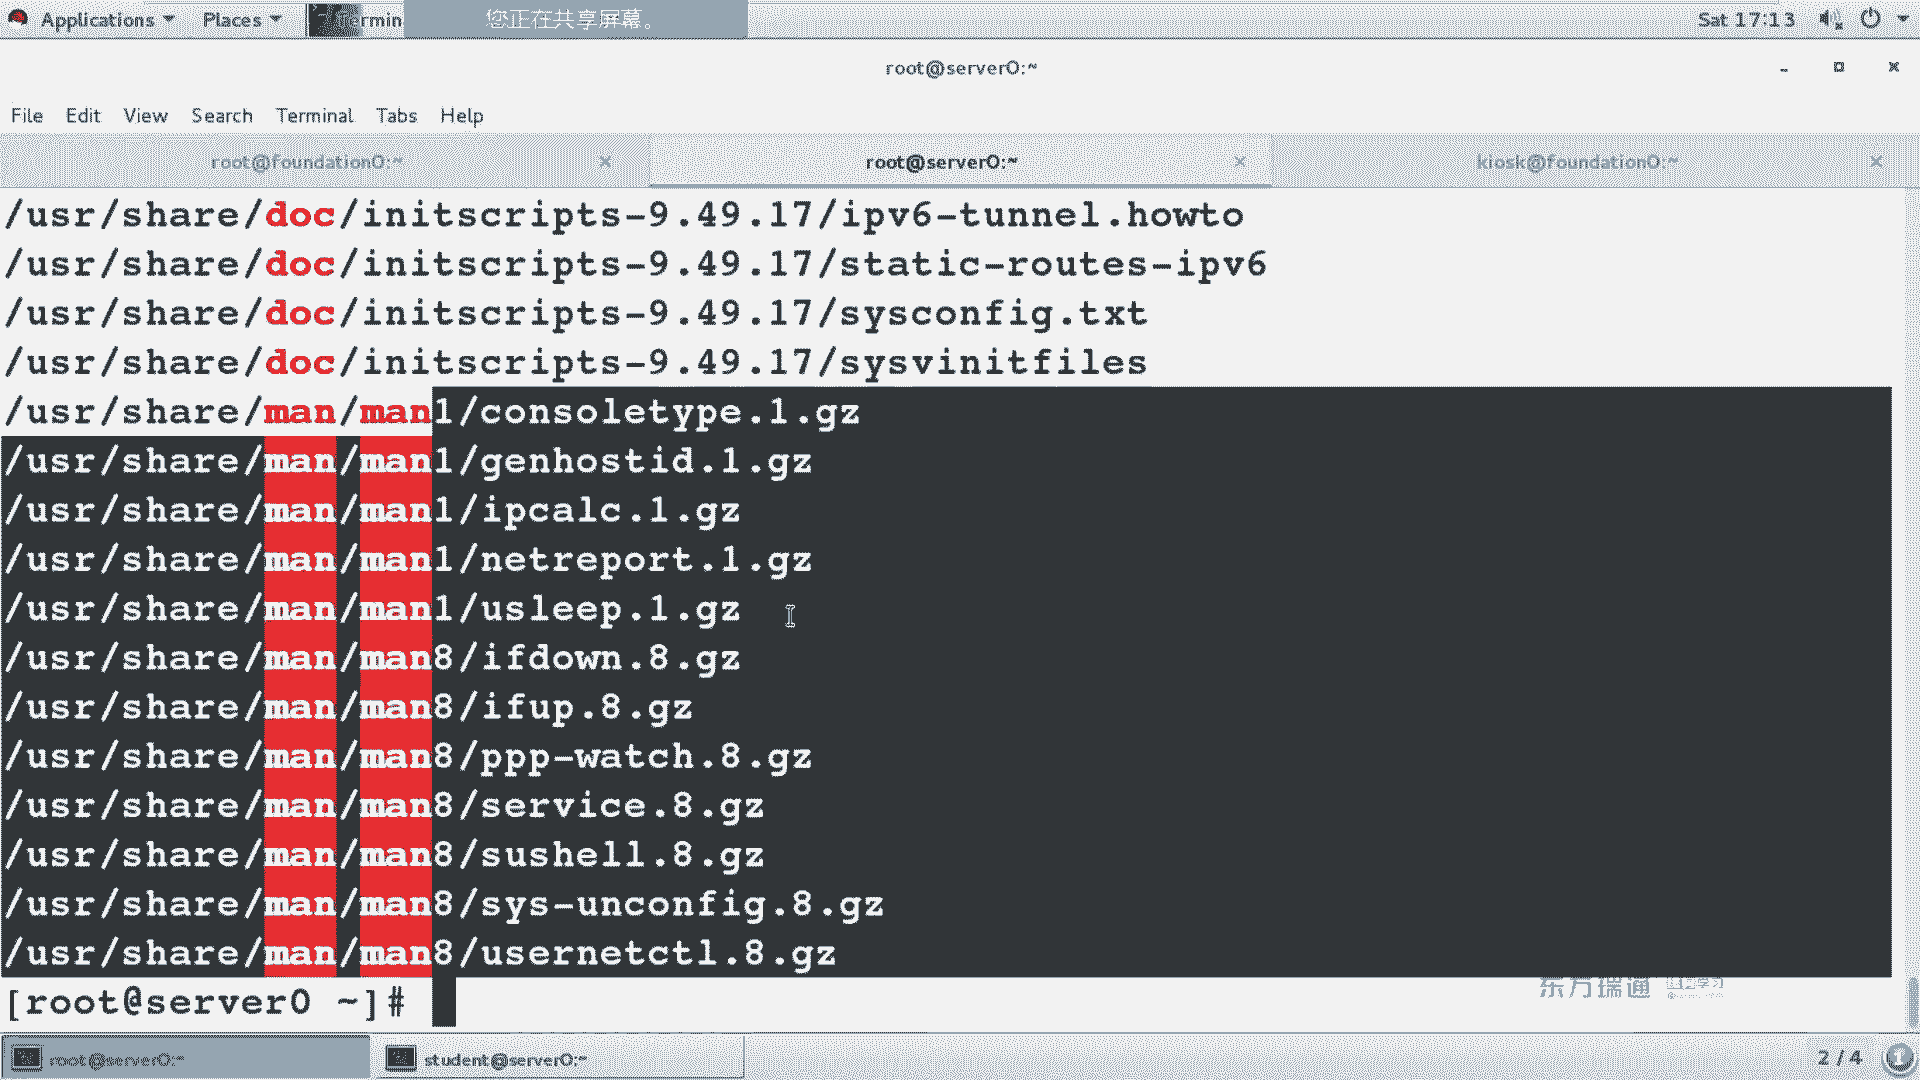 Applications Places Termin 您正在共享屏幕。 Sat 17:13
root@server0:~
File Edit View Search Terminal Tabs Help
root@foundation0:~ root@server0:~ kiosk@foundation0:~
/usr/share/doc/initscripts-9.49.17/ipv6-tunnel.howto
/usr/share/doc/initscripts-9.49.17/static-routes-ipv6
/usr/share/doc/initscripts-9.49.17/sysconfig.txt
/usr/share/doc/initscripts-9.49.17/sysvinitfiles
/usr/share/man/man1/consoletype.1.gz
/usr/share/man/man1/genhostid.1.gz
/usr/share/man/man1/ipcalc.1.gz
/usr/share/man/man1/netreport.1.gz
/usr/share/man/man1/usleep.1.gz
/usr/share/man/man8/ifdown.8.gz
/usr/share/man/man8/ifup.8.gz
/usr/share/man/man8/ppp-watch.8.gz
/usr/share/man/man8/service.8.gz
/usr/share/man/man8/sushell.8.gz
/usr/share/man/man8/sys-unconfig.8.gz
/usr/share/man/man8/usernetctl.8.gz
[root@server0 ~]#
东方瑞通
root@server0:~ student@server0:~ 2 / 4 1